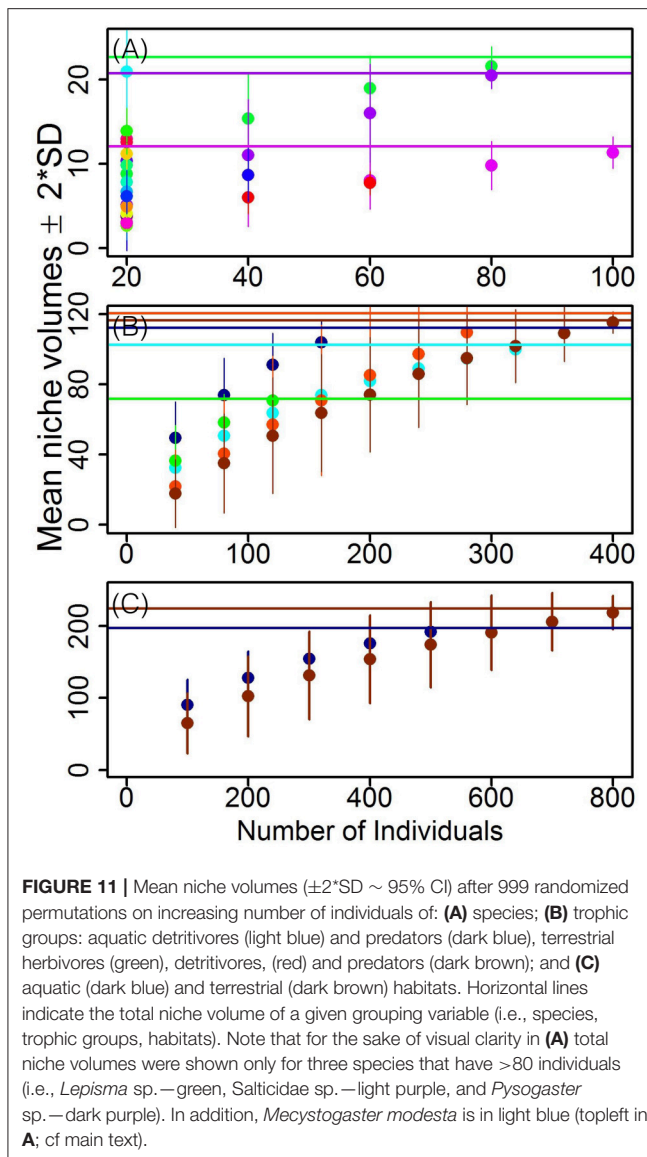 (A)
20
10
0
20
40
60
80
100
Mean niche volumes ± 2*SD
(B)
120
80
40
0
0
100
200
300
400
(C)
200
100
0
0
200
400
600
800
Number of Individuals
FIGURE 11 | Mean niche volumes (±2*SD ~ 95% CI) after 999 randomized
permutations on increasing number of individuals of: (A) species; (B) trophic
groups: aquatic detritivores (light blue) and predators (dark blue), terrestrial
herbivores (green), detritivores, (red) and predators (dark brown); and (C)
aquatic (dark blue) and terrestrial (dark brown) habitats. Horizontal lines
indicate the total niche volume of a given grouping variable (i.e., species,
trophic groups, habitats). Note that for the sake of visual clarity in (A) total
niche volumes were shown only for three species that have >80 individuals
(i.e., Lepisma sp.—green, Salticidae sp.—light purple, and Pysogaster
sp.—dark purple). In addition, Mecystogaster modesta is in light blue (topleft in
A; cf main text).